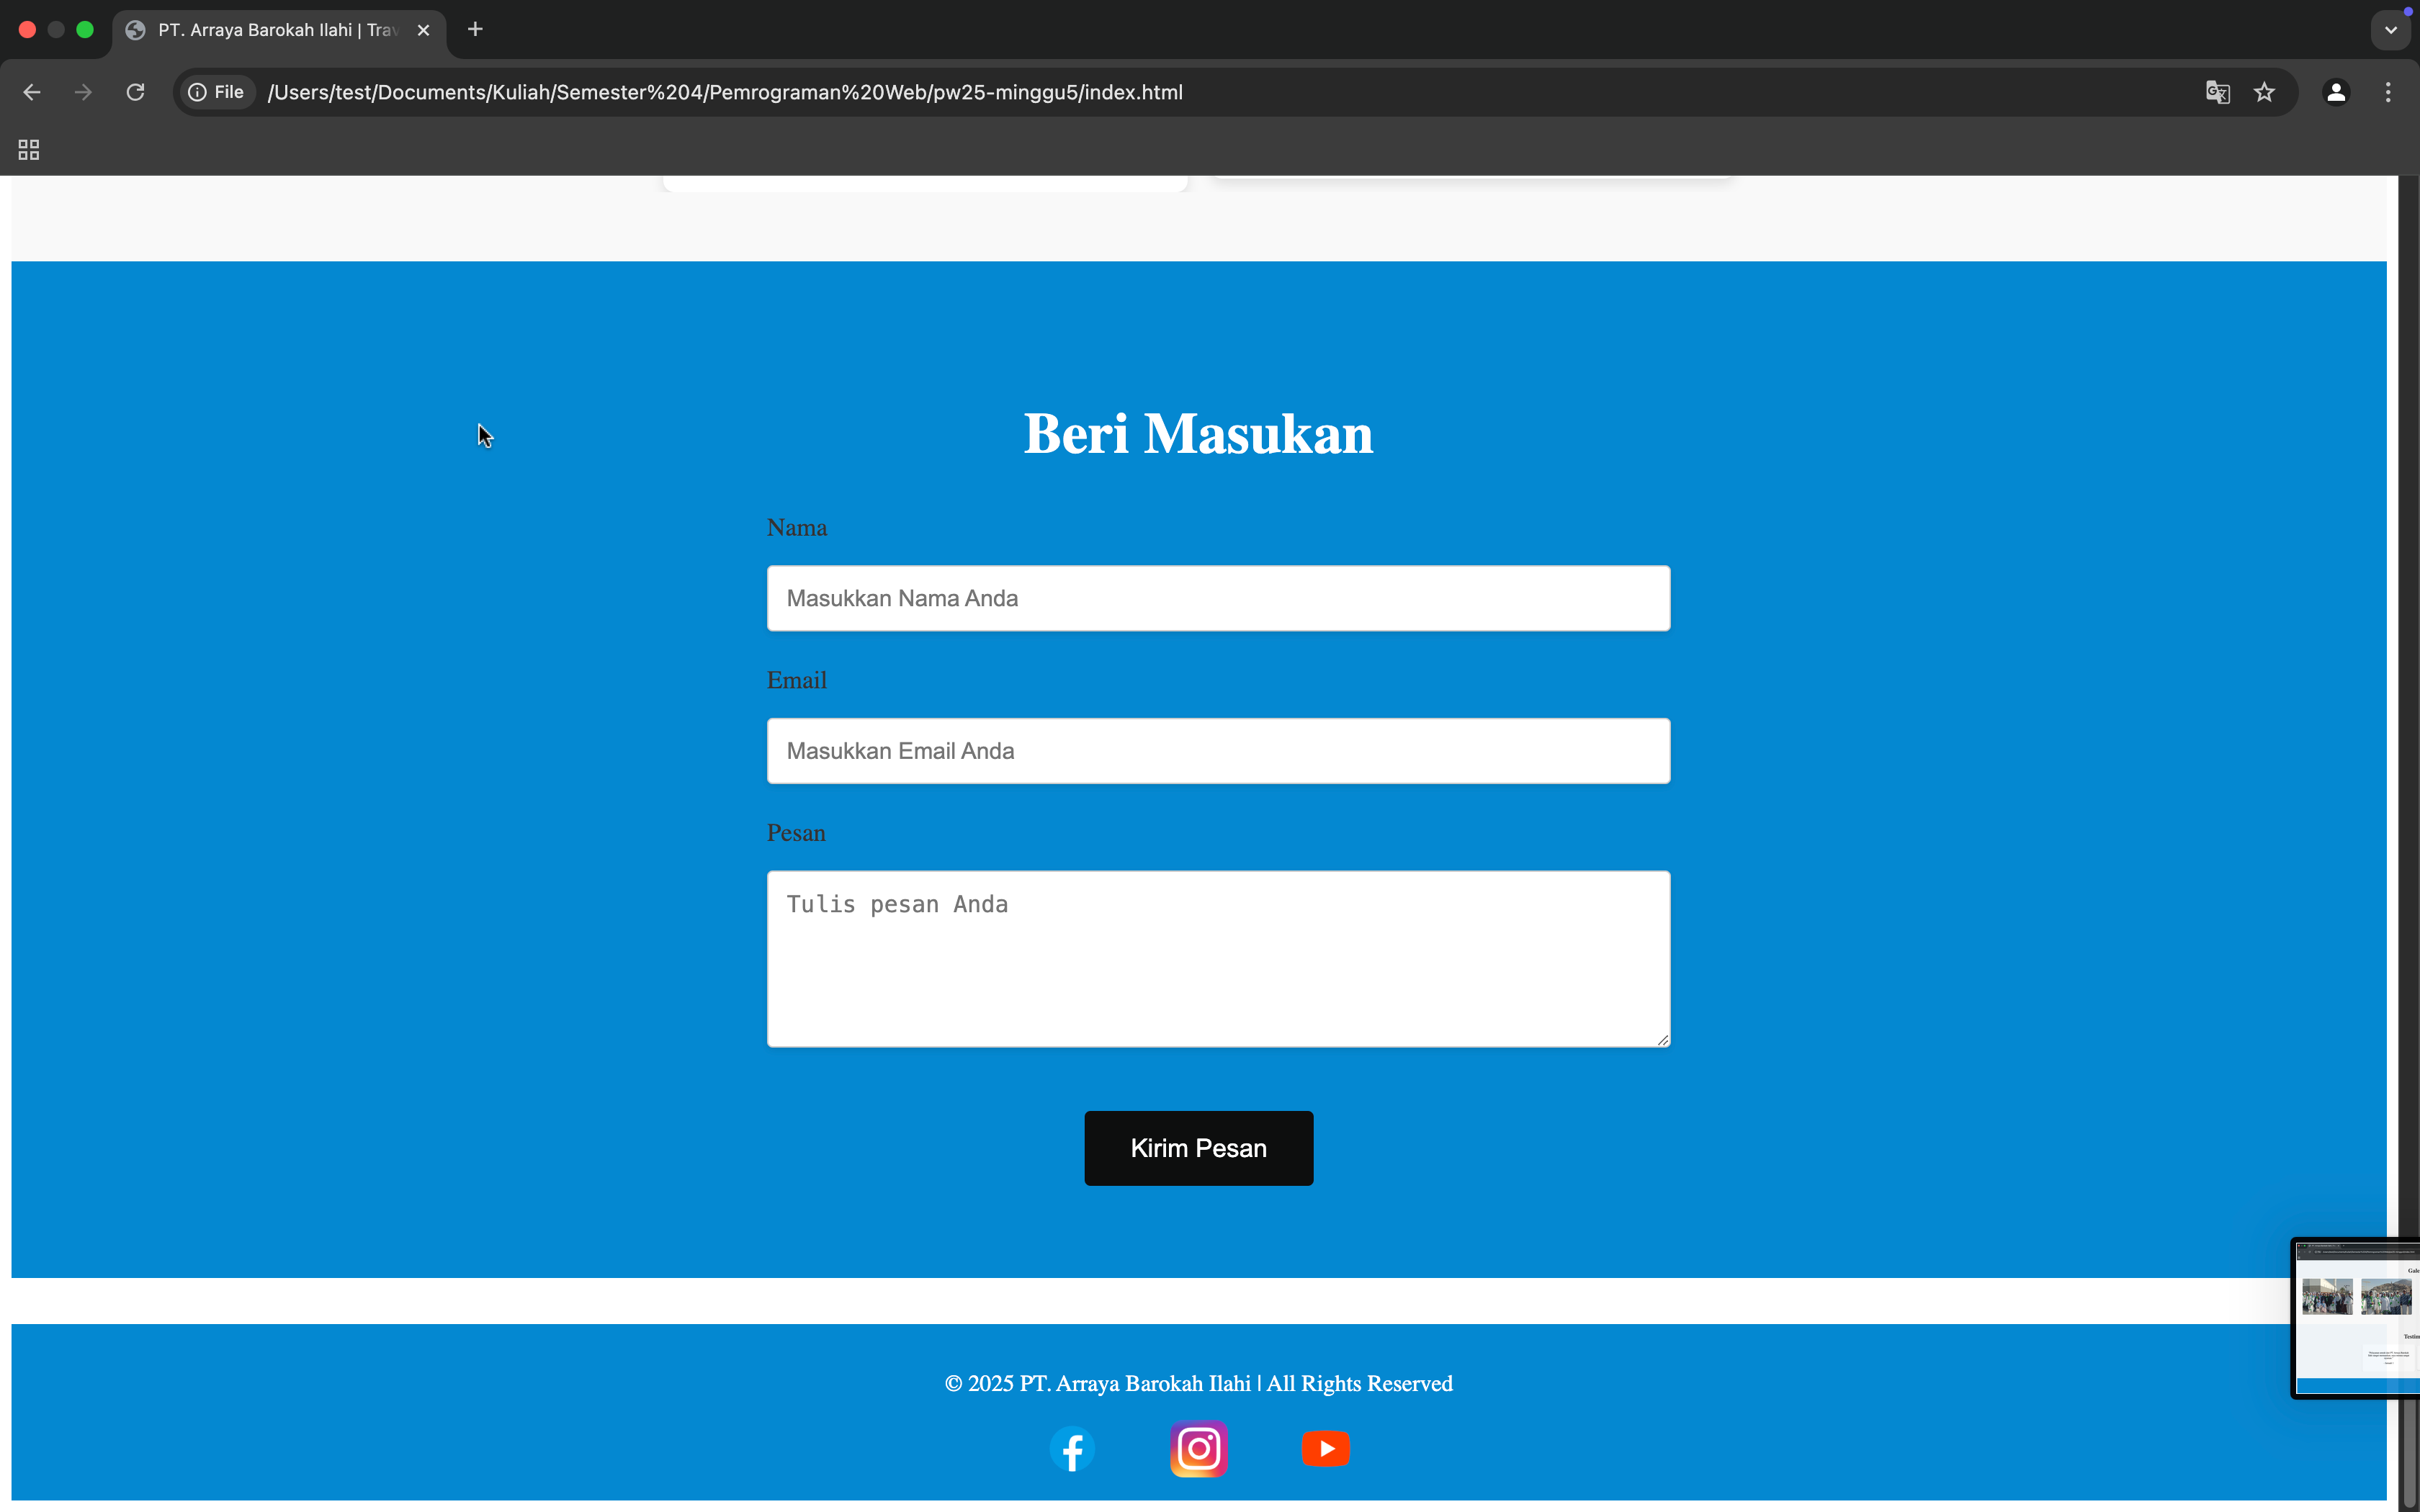 PT. Arraya Barokah Ilahi | Trav
File
/Users/test/Documents/Kuliah/Semester%204/Pemrograman%20Web/pw25-minggu5/index.html
Beri Masukan
Nama
Masukkan Nama Anda
Email
Masukkan Email Anda
Pesan
Tulis pesan Anda
Kirim Pesan
© 2025 PT. Arraya Barokah Ilahi | All Rights Reserved